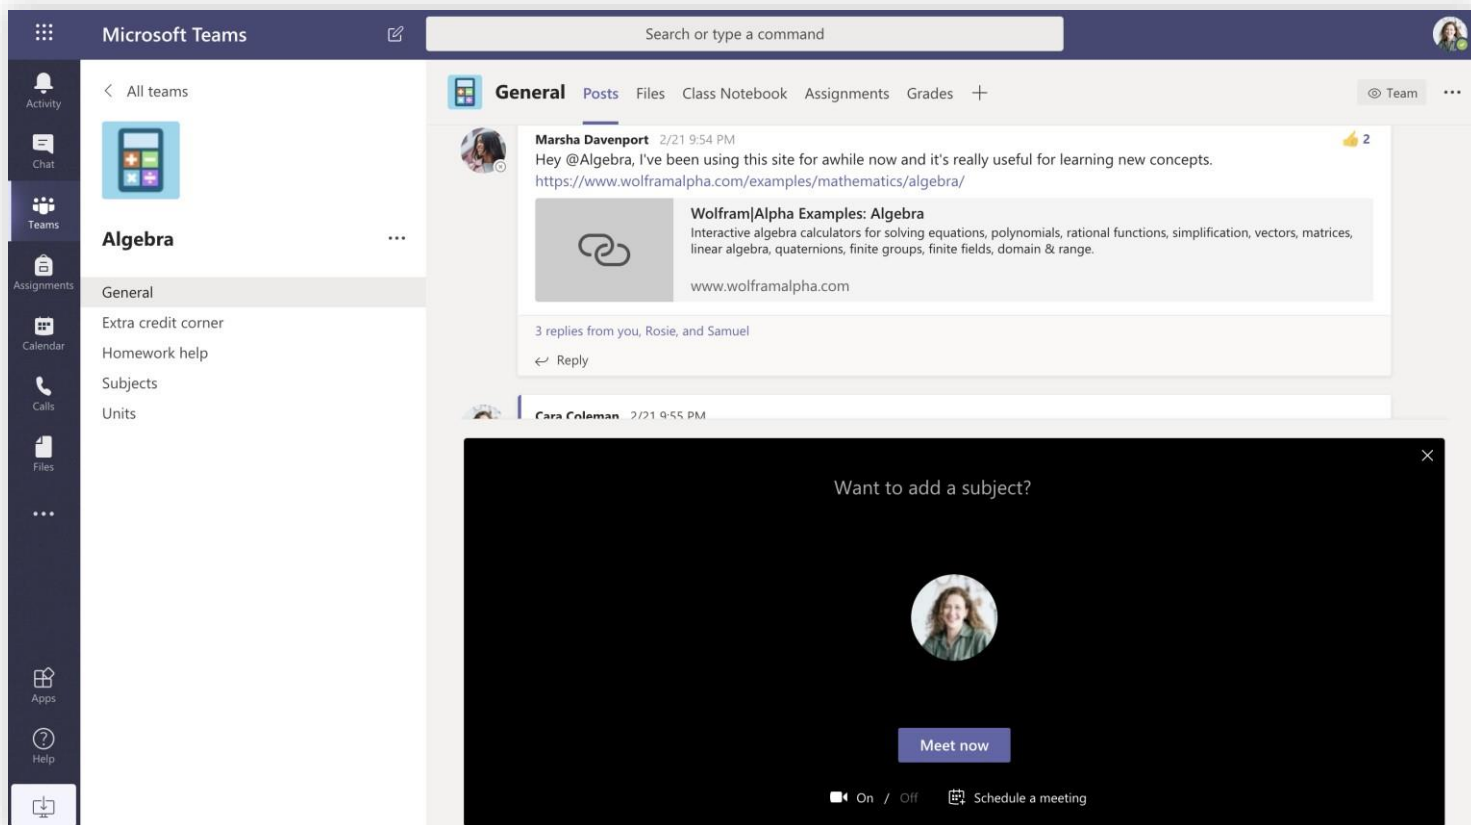 Microsoft Teams
Search or type a command
Activity
Chat
Teams
Assignments
Calendar
Calls
Files
Apps
Help
All teams
Algebra
General
Extra credit corner
Homework help
Subjects
Units
General Posts Files Class Notebook Assignments Grades
Team
Marsha Davenport 2/21 9:54 PM
2
Hey @Algebra, I've been using this site for awhile now and it's really useful for learning new concepts.
https://www.wolframalpha.com/examples/mathematics/algebra/
Wolfram|Alpha Examples: Algebra
Interactive algebra calculators for solving equations, polynomials, rational functions, simplification, vectors, matrices,
linear algebra, quaternions, finite groups, finite fields, domain & range.
www.wolframalpha.com
3 replies from you, Rosie, and Samuel
Reply
Cara Coleman 2/21 9:55 PM
Want to add a subject?
Meet now
On / Off Schedule a meeting